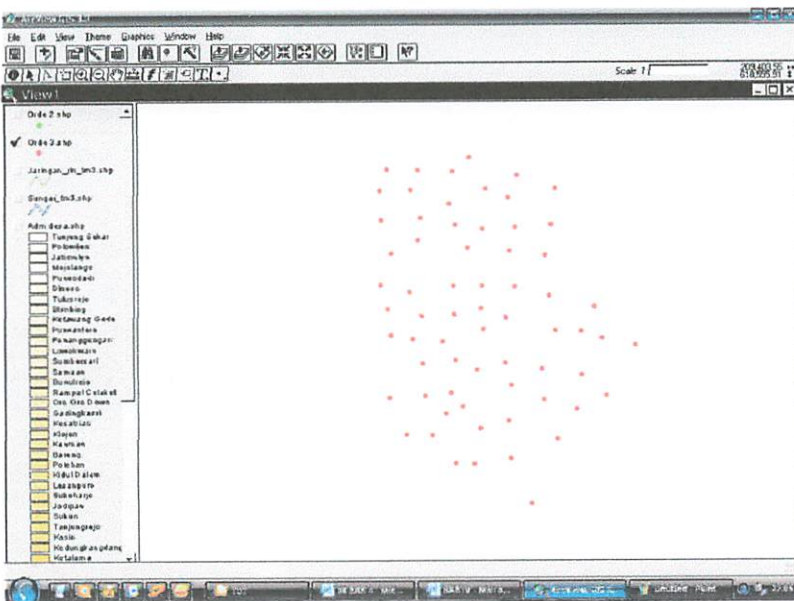 File Edit View Theme Graphics Window Help
Scale 1:
View1
Orde 2.shp
Orde 3.shp
Jaringan_jln_tm3.shp
Sungai_tm3.shp
Adm desa.shp
Tunjung Sekar
Polowijen
Jatimulyo
Mojolangu
Purwodadi
Dinoyo
Tulusrejo
Blimbing
Ketawang Gede
Purwantoro
Penanggungan
Lowokwaru
Sumbersari
Samaan
Bunulrejo
Rampal Celaket
Oro Oro Dowo
Gadingkasri
Kesatrian
Klojen
Kauman
Bareng
Polehan
Kidul Dalem
Lesanpuro
Sukoharjo
Jodipan
Sukun
Tanjungrejo
Kasin
Kedungkandang
Kotalama